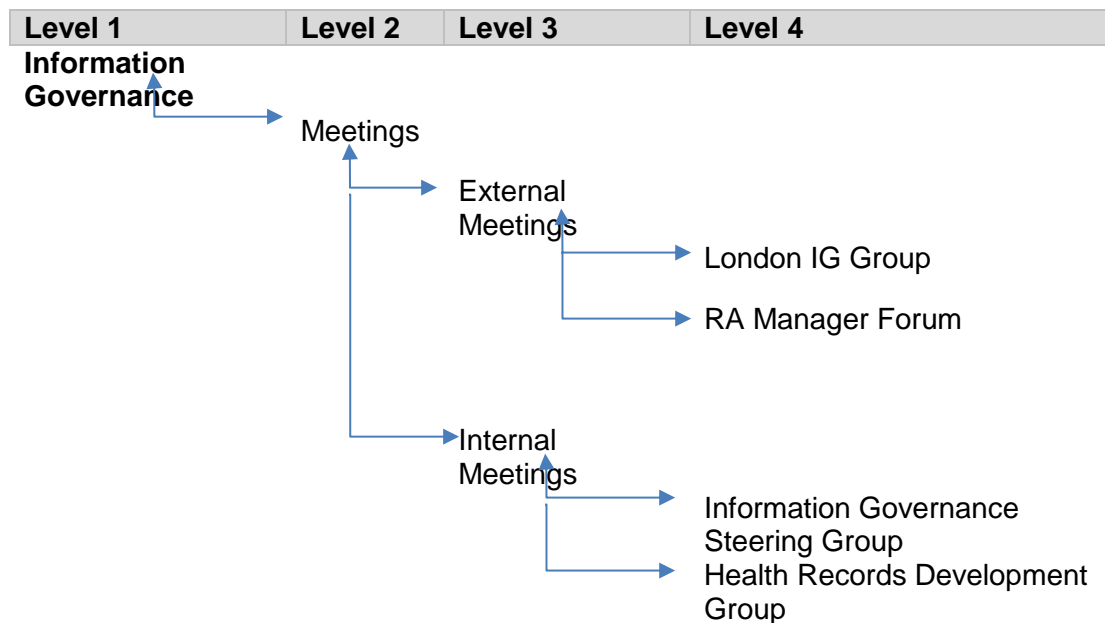 Level 1 Level 2 Level 3 Level 4
Information
Governance
Meetings
External
Meetings
London IG Group
RA Manager Forum
Internal
Meetings
Information Governance
Steering Group
Health Records Development
Group